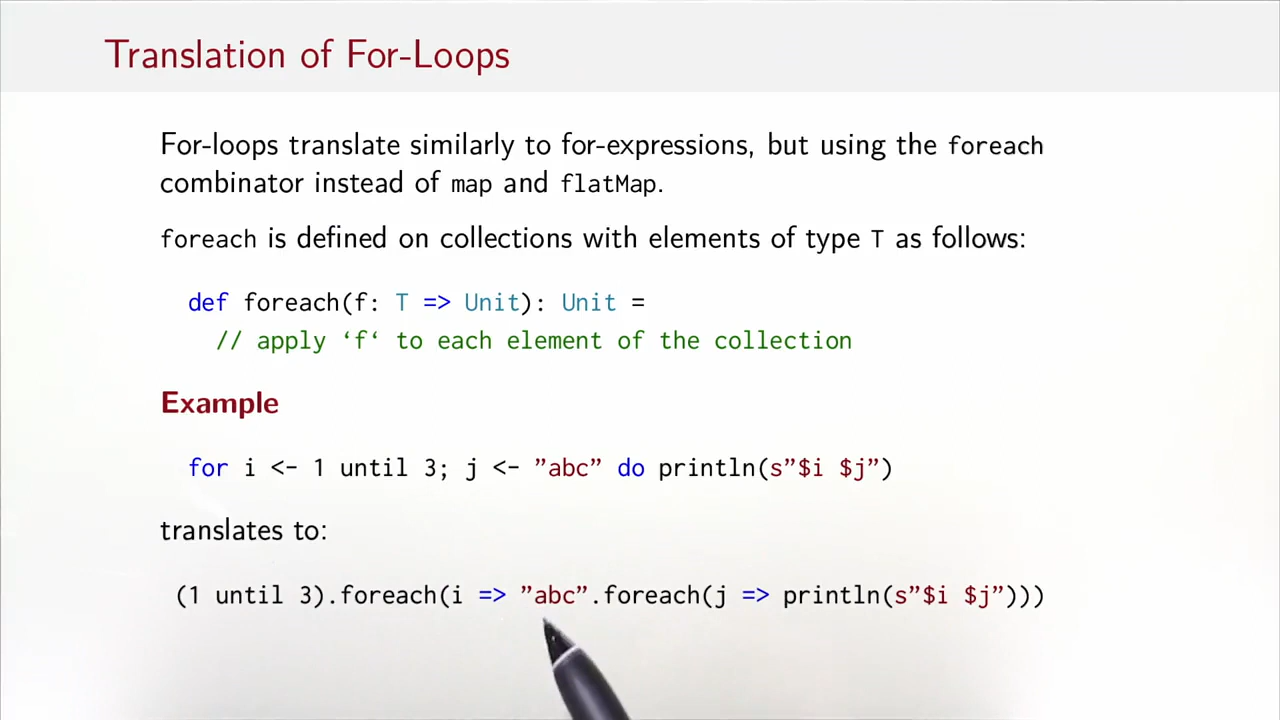 Translation of For-Loops
For-loops translate similarly to for-expressions, but using the foreach
combinator instead of map and flatMap.
foreach is defined on collections with elements of type T as follows:
def foreach(f: T => Unit): Unit =
// apply ‘f‘ to each element of the collection
Example
for i <- 1 until 3; j <- ”abc” do println(s”$i $j”)
translates to:
(1 until 3).foreach(i => ”abc”.foreach(j => println(s”$i $j”)))